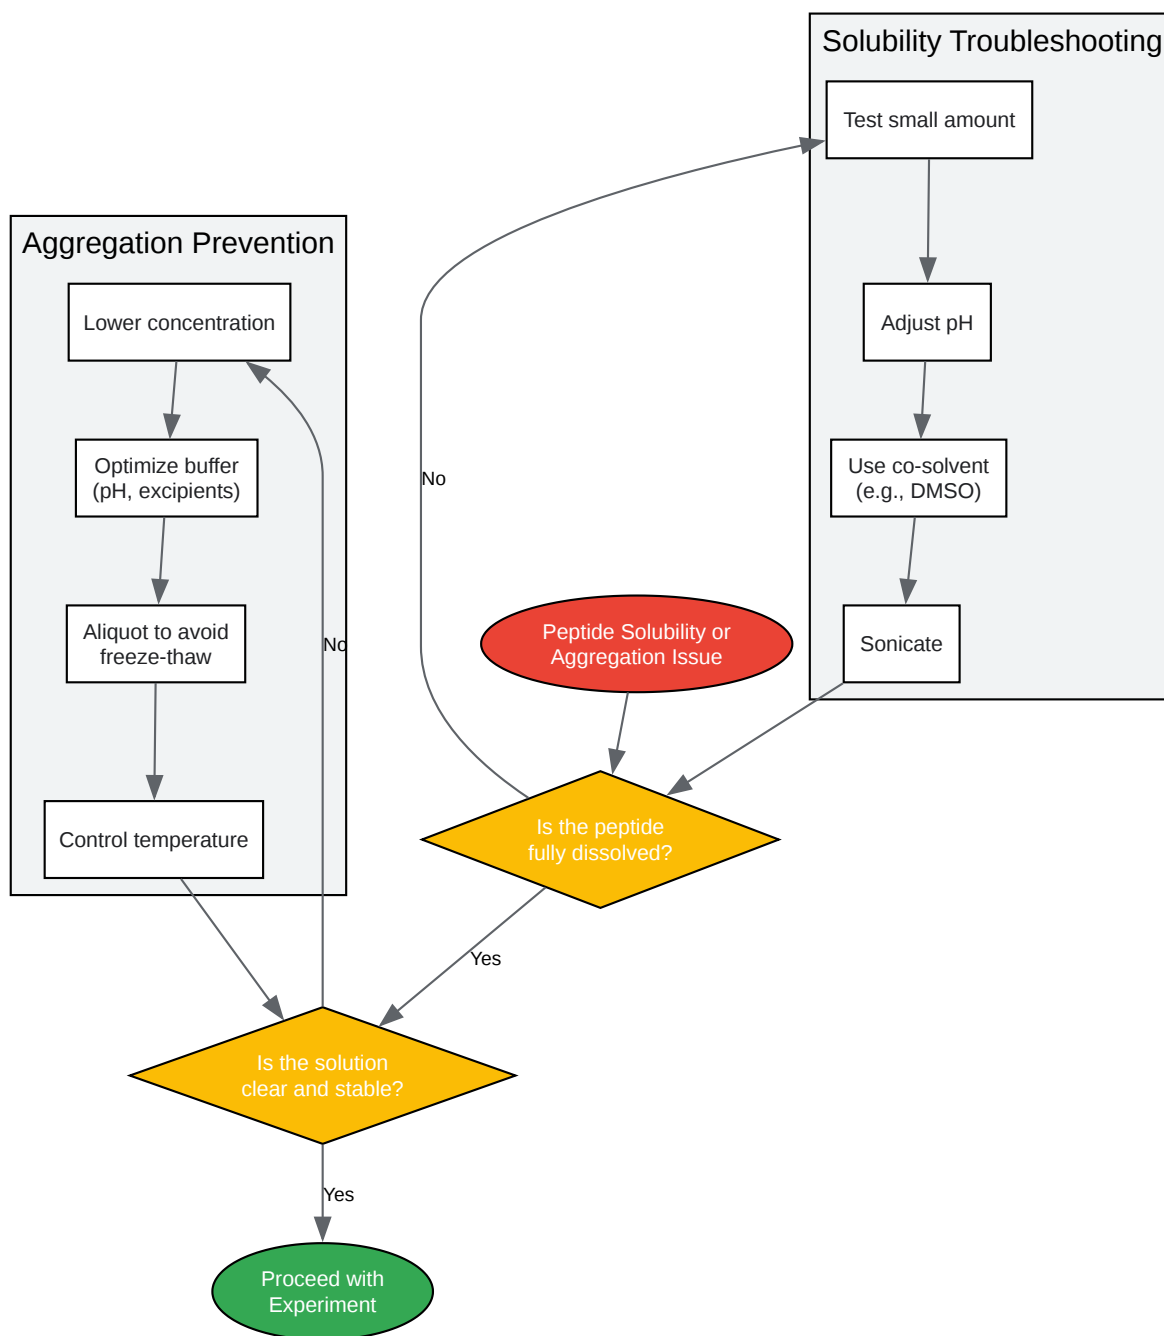 Solubility Troubleshooting
Test small amount
Adjust pH
Use co-solvent
(e.g., DMSO)
Sonicate
Aggregation Prevention
Lower concentration
Optimize buffer
(pH, excipients)
Aliquot to avoid
freeze-thaw
Control temperature
No
No
Peptide Solubility or
Aggregation Issue
Is the peptide
fully dissolved?
Yes
Is the solution
clear and stable?
Yes
Proceed with
Experiment